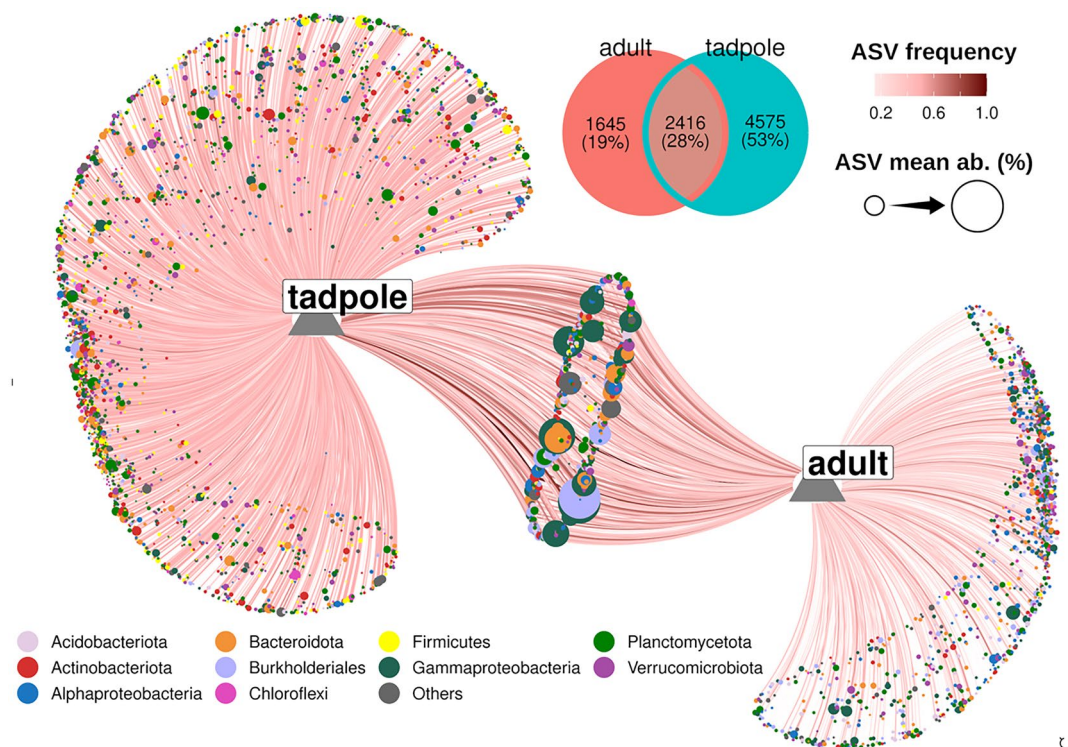 adult tadpole
1645
(19%)
2416
(28%)
4575
(53%)
ASV frequency
0.2 0.6 1.0
ASV mean ab. (%)
tadpole
adult
Acidobacteriota
Actinobacteriota
Alphaproteobacteria
Bacteroidota
Burkholderiales
Chloroflexi
Firmicutes
Gammaproteobacteria
Others
Planctomycetota
Verrucomicrobiota